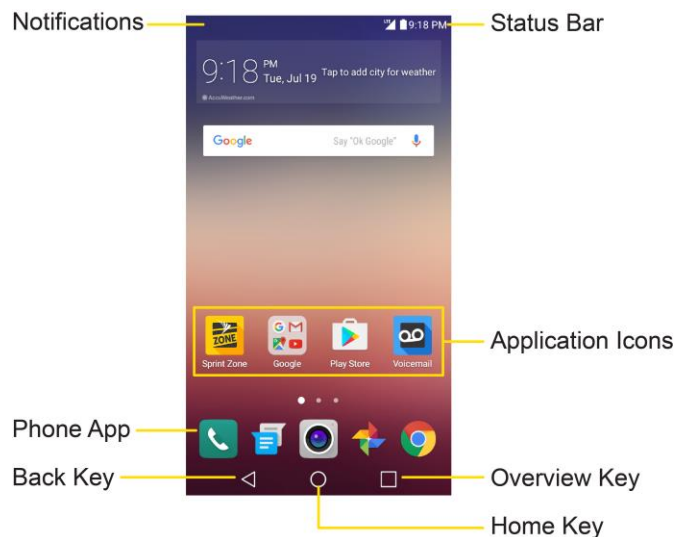 Notifications
LTE 9:18 PM
Status Bar
9:18 PM
Tue, Jul 19
Tap to add city for weather
AccuWeather.com
Google
Say "Ok Google"
ZONE
Sprint Zone
Google
Play Store
Voicemail
Application Icons
Phone App
Back Key
Overview Key
Home Key